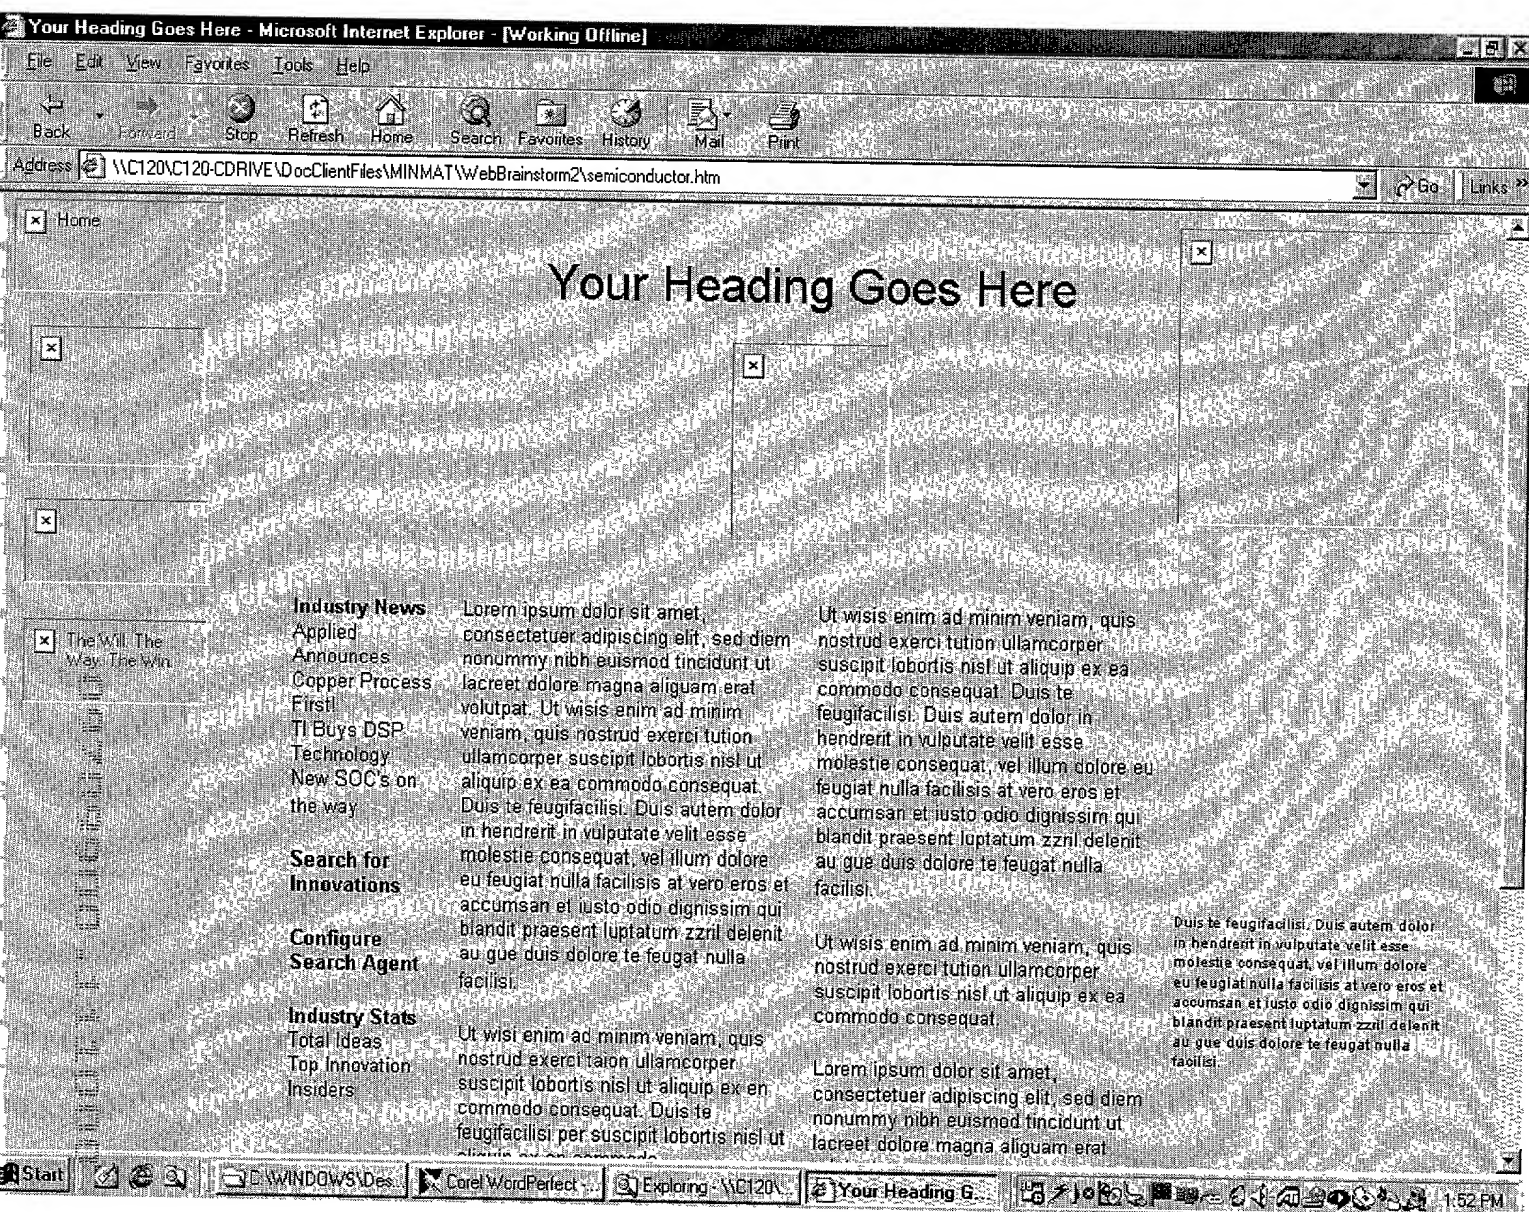 Your Heading Goes Here - Microsoft Internet Explorer - [Working Offline]
File Edit View Favorites Tools Help
Back Forward Stop Refresh Home Search Favorites History Mail Print
Address \\C120\C120-CDRIVE\DocClientFiles\MINMAT\WebBrainstorm2\semiconductor.htm Go Links »
Home
Your Heading Goes Here
The Will. The
Way. The Win.
Industry News
Applied
Announces
Copper Process
First!
TI Buys DSP
Technology
New SOC's on
the way
Search for
Innovations
Configure
Search Agent
Industry Stats
Total Ideas
Top Innovation
Insiders
Lorem ipsum dolor sit amet,
consectetuer adipiscing elit, sed diem
nonummy nibh euismod tincidunt ut
lacreet dolore magna aliguam erat
volutpat. Ut wisis enim ad minim
veniam, quis nostrud exerci tution
ullamcorper suscipit lobortis nisl ut
aliquip ex ea commodo consequat.
Duis te feugifacilisi. Duis autem dolor
in hendrerit in vulputate velit esse
molestie consequat, vel illum dolore
eu feugiat nulla facilisis at vero eros et
accumsan et iusto odio dignissim qui
blandit praesent luptatum zzril delenit
au gue duis dolore te feugat nulla
facilisi.
Ut wisi enim ad minim veniam, quis
nostrud exerci taion ullamcorper
suscipit lobortis nisl ut aliquip ex en
commodo consequat. Duis te
feugifacilisi per suscipit lobortis nisl ut
Ut wisis enim ad minim veniam, quis
nostrud exerci tution ullamcorper
suscipit lobortis nisl ut aliquip ex ea
commodo consequat. Duis te
feugifacilisi. Duis autem dolor in
hendrerit in vulputate velit esse
molestie consequat, vel illum dolore eu
feugiat nulla facilisis at vero eros et
accumsan et iusto odio dignissim qui
blandit praesent luptatum zzril delenit
au gue duis dolore te feugat nulla
facilisi.
Ut wisis enim ad minim veniam, quis
nostrud exerci tution ullamcorper
suscipit lobortis nisl ut aliquip ex ea
commodo consequat.
Lorem ipsum dolor sit amet,
consectetuer adipiscing elit, sed diem
nonummy nibh euismod tincidunt ut
lacreet dolore magna aliguam erat
Duis te feugifacilisi. Duis autem dolor
in hendrerit in vulputate velit esse
molestie consequat, vel illum dolore
eu feugiat nulla facilisis at vero eros et
accumsan et iusto odio dignissim qui
blandit praesent luptatum zzril delenit
au gue duis dolore te feugat nulla
facilisi.
Start C:\WINDOWS\Des... Corel WordPerfect -... Exploring - \\C120\... Your Heading G... 1:52 PM